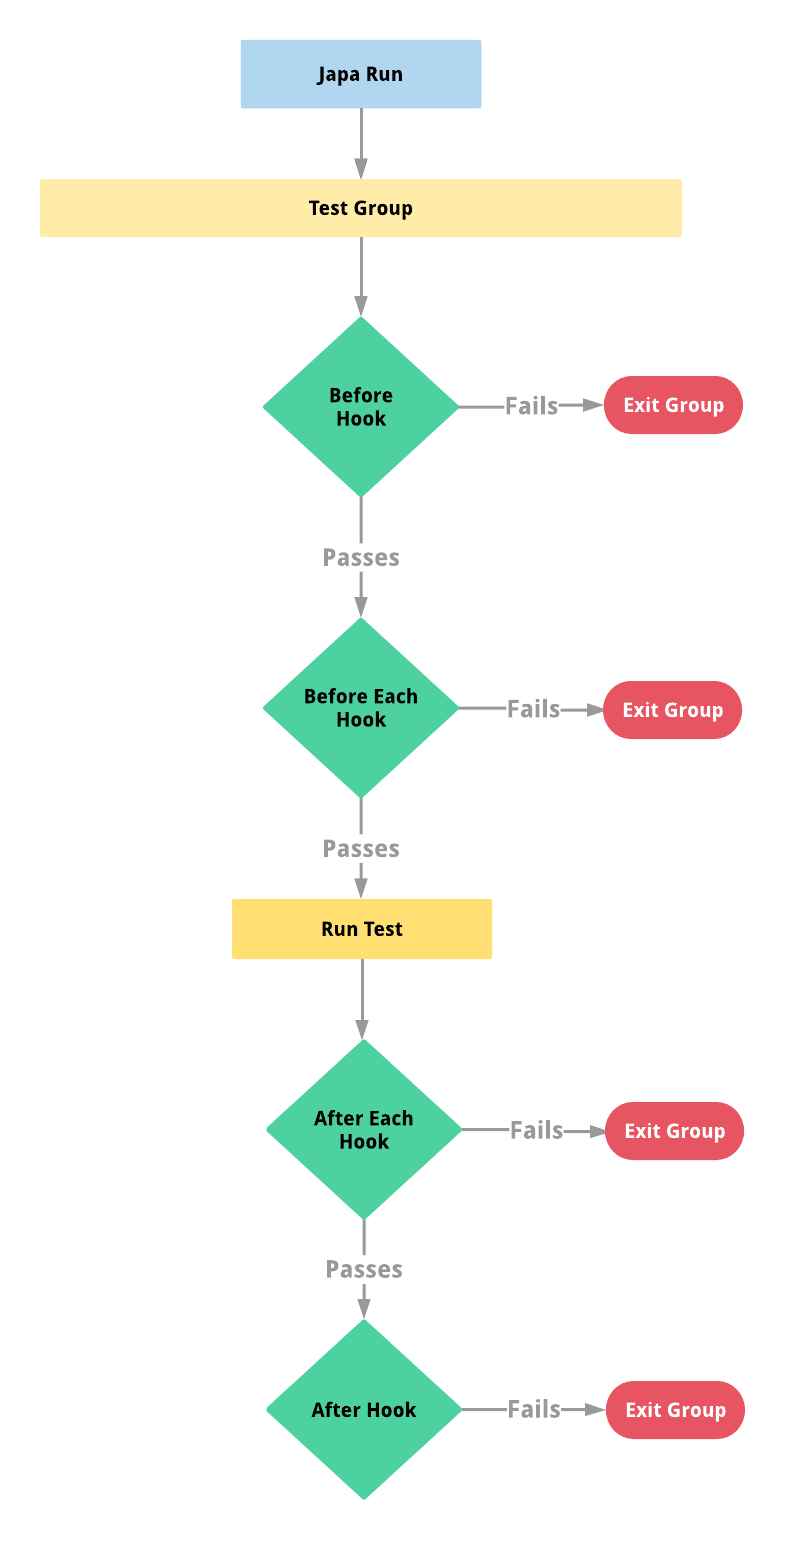 Japa Run
Test Group
Before
Hook
Fails
Exit Group
Passes
Before Each
Hook
Fails
Exit Group
Passes
Run Test
After Each
Hook
Fails
Exit Group
Passes
After Hook
Fails
Exit Group